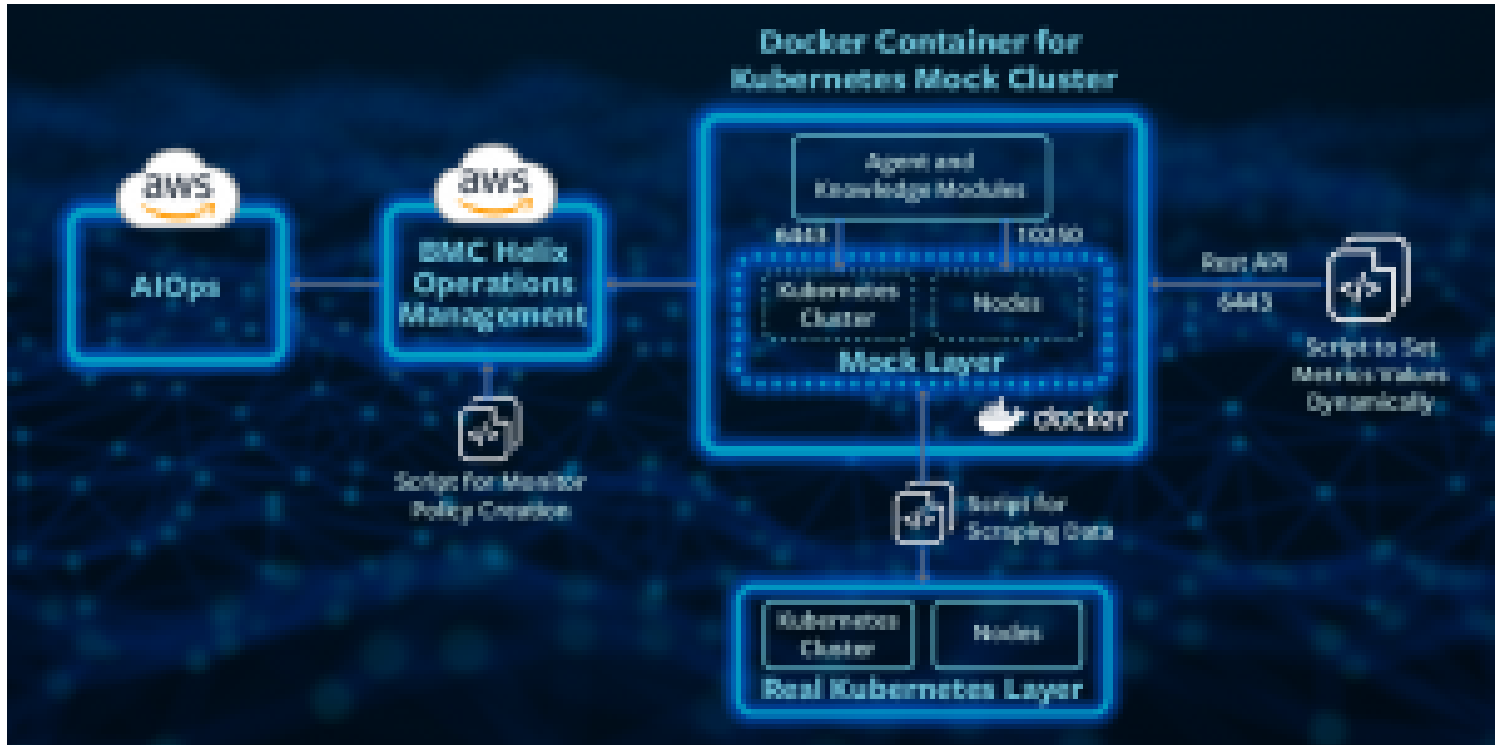 Docker Container for
Kubernetes Mock Cluster
Agent and
Knowledge Modules
6443
10250
aws
AIOps
aws
BMC Helix
Operations
Management
Kubernetes
Cluster
Nodes
Mock Layer
docker
Rest API
6443
Script to Set
Metrics Values
Dynamically
Script for Monitor
Policy Creation
Script for
Scraping Data
Kubernetes
Cluster
Nodes
Real Kubernetes Layer